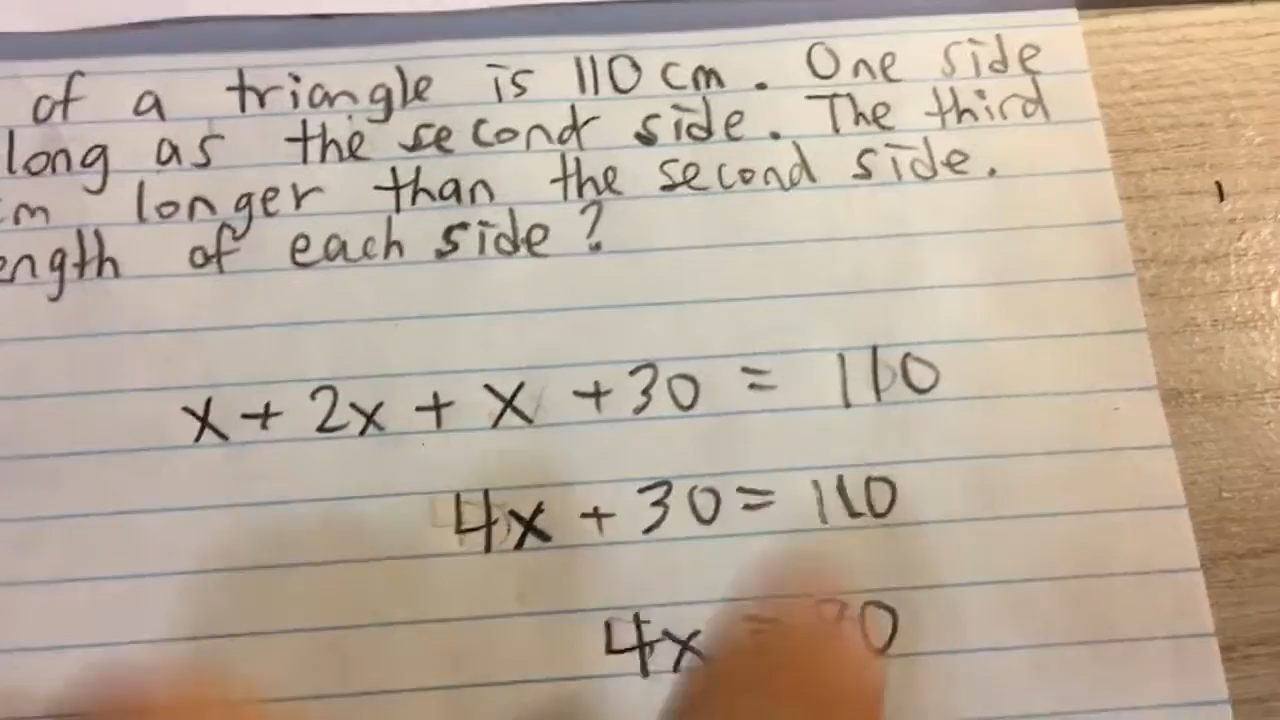 of a triangle is 110 cm. One side
long as the second side. The third
longer than the second side.
of each side?
x + 2x + x + 30 = 110
4x + 30 = 110
4x =